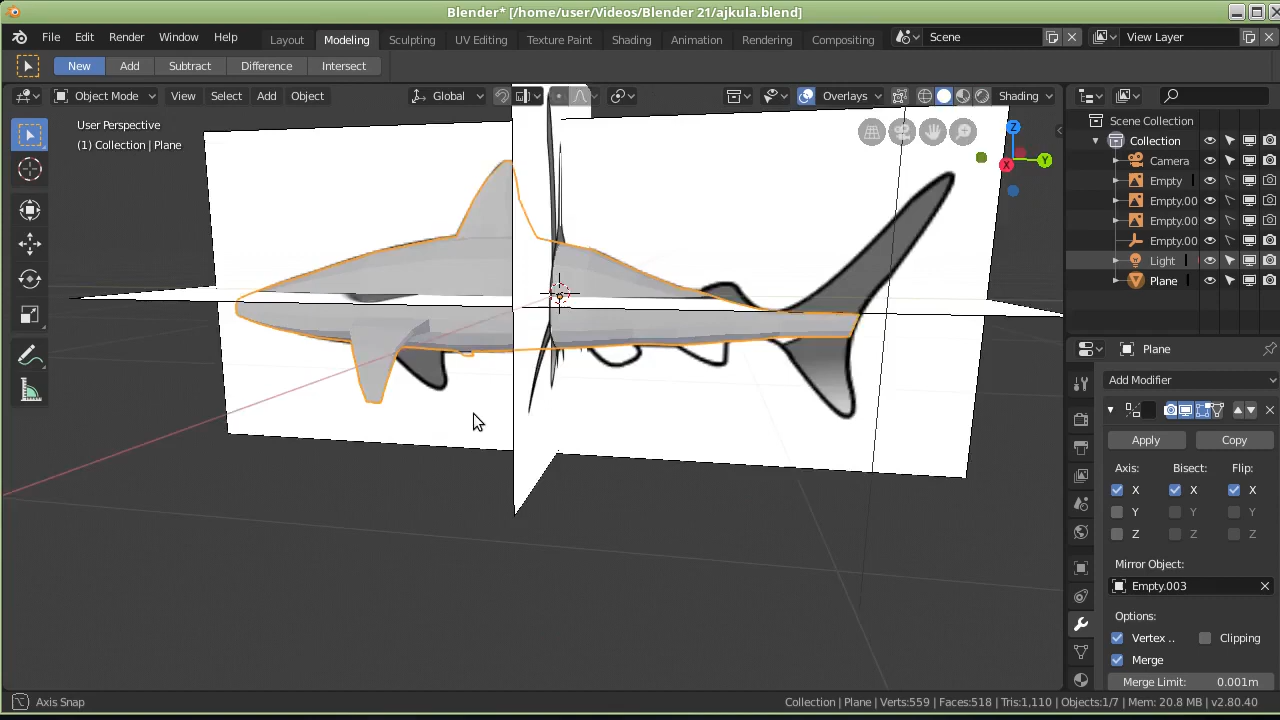 Blender* [/home/user/Videos/Blender 21/ajkula.blend]
File Edit Render Window Help Layout Modeling Sculpting UV Editing Texture Paint Shading Animation Rendering Compositing Scene View Layer
New Add Subtract Difference Intersect
Object Mode View Select Add Object Global Overlays Shading
User Perspective
(1) Collection | Plane
Z
Y
X
Scene Collection
Collection
Camera
Empty
Empty.00
Empty.00
Empty.00
Light
Plane
Plane
Add Modifier
Apply Copy
Axis: Bisect: Flip:
X X X
Y Y Y
Z Z Z
Mirror Object:
Empty.003
Options:
Vertex .. Clipping
Merge
Merge Limit: 0.001m
Axis Snap Collection | Plane | Verts:559 | Faces:518 | Tris:1,110 | Objects:1/7 | Mem: 20.8 MB | v2.80.40